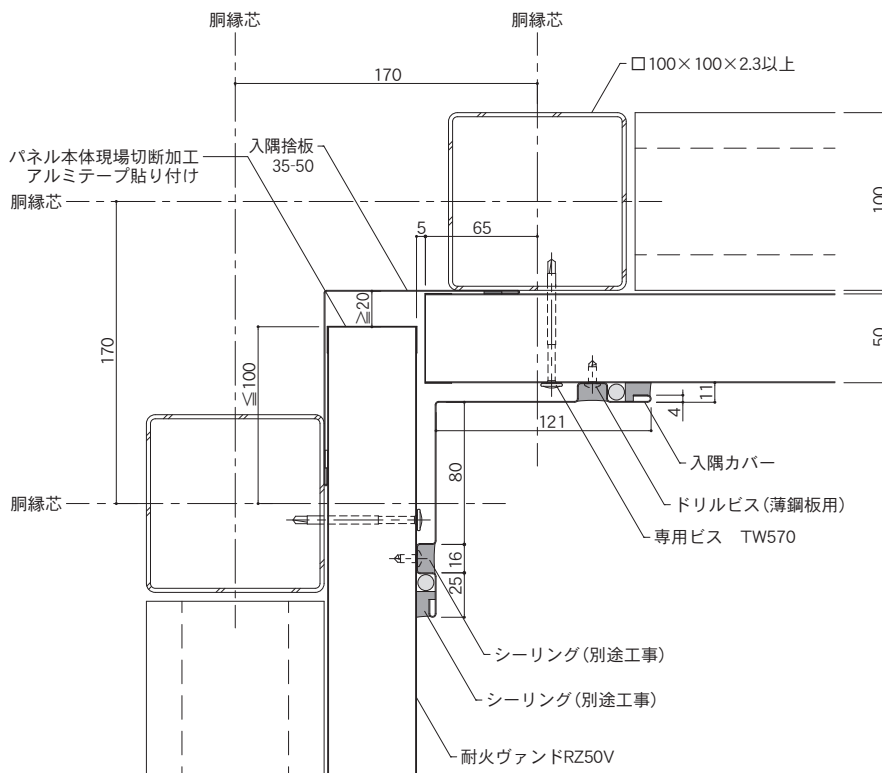 胴縁芯
胴縁芯
170
□100×100×2.3以上
パネル本体現場切断加工
アルミテープ貼り付け
入隅捨板
35-50
胴縁芯
5
65
100
≧20
170
≦100
50
11
4
121
80
入隅カバー
胴縁芯
ドリルビス(薄鋼板用)
専用ビス　TW570
16
25
シーリング(別途工事)
シーリング(別途工事)
耐火ヴァンドRZ50V